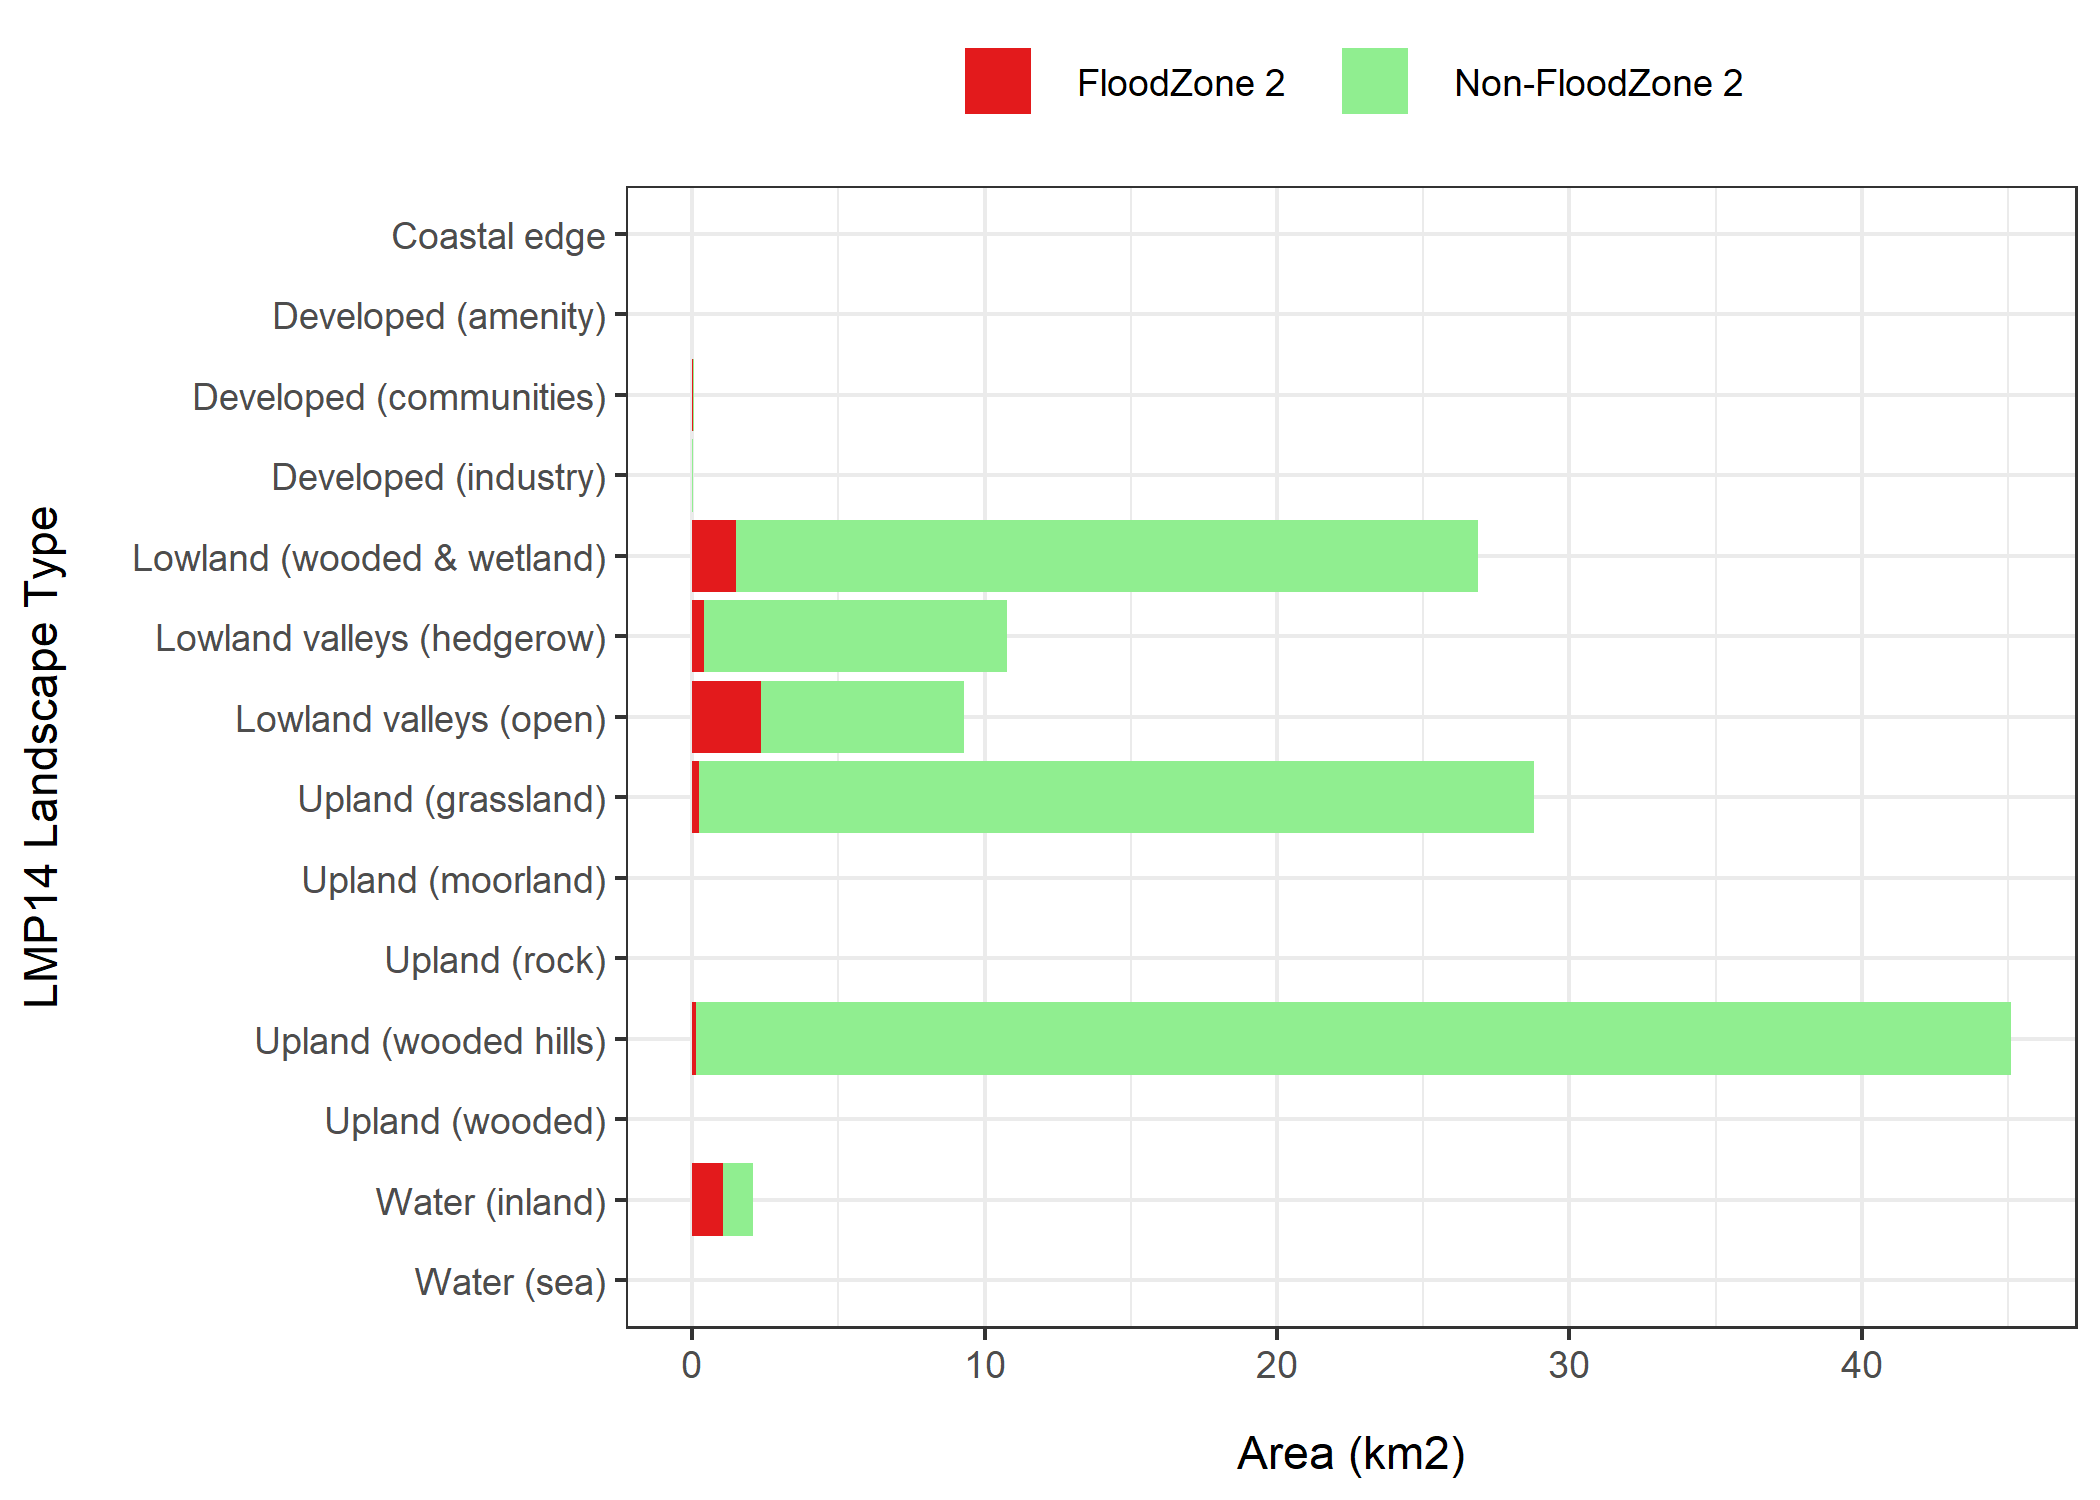 FloodZone 2
Non-FloodZone 2
LMP14 Landscape Type
Coastal edge
Developed (amenity)
Developed (communities)
Developed (industry)
Lowland (wooded & wetland)
Lowland valleys (hedgerow)
Lowland valleys (open)
Upland (grassland)
Upland (moorland)
Upland (rock)
Upland (wooded hills)
Upland (wooded)
Water (inland)
Water (sea)
0 10 20 30 40
Area (km2)